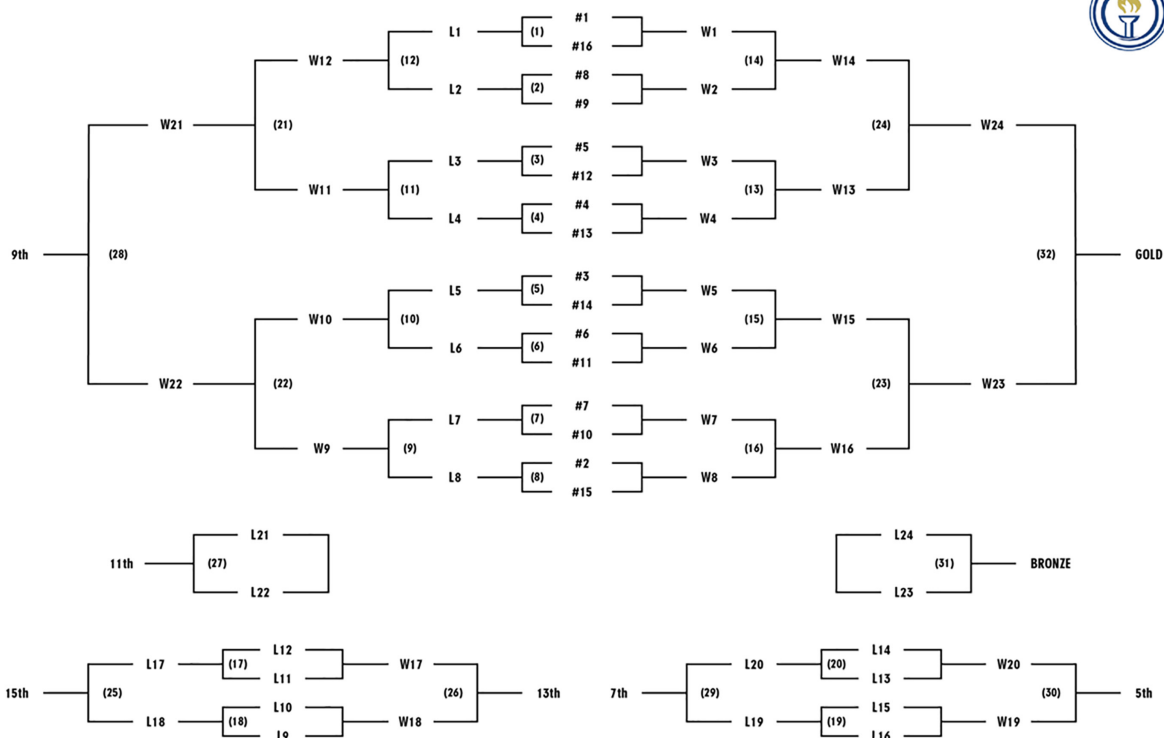 #1
L1 (1) W1
#16
W12 (12) (14) W14
#8
L2 (2) W2
#9
W21 (21) (24) W24
#5
L3 (3) W3
#12
W11 (11) (13) W13
#4
L4 (4) W4
#13
9th (28) (32) GOLD
#3
L5 (5) W5
#14
W10 (10) (15) W15
#6
L6 (6) W6
#11
W22 (22) (23) W23
#7
L7 (7) W7
#10
W9 (9) (16) W16
#2
L8 (8) W8
#15
L21
11th (27)
L22
L24
(31) BRONZE
L23
L12
L17 (17) W17
L11
15th (25) (26) 13th
L10
L18 (18) W18
L9
L14
L20 (20) W20
L13
7th (29) (30) 5th
L15
L19 (19) W19
L16